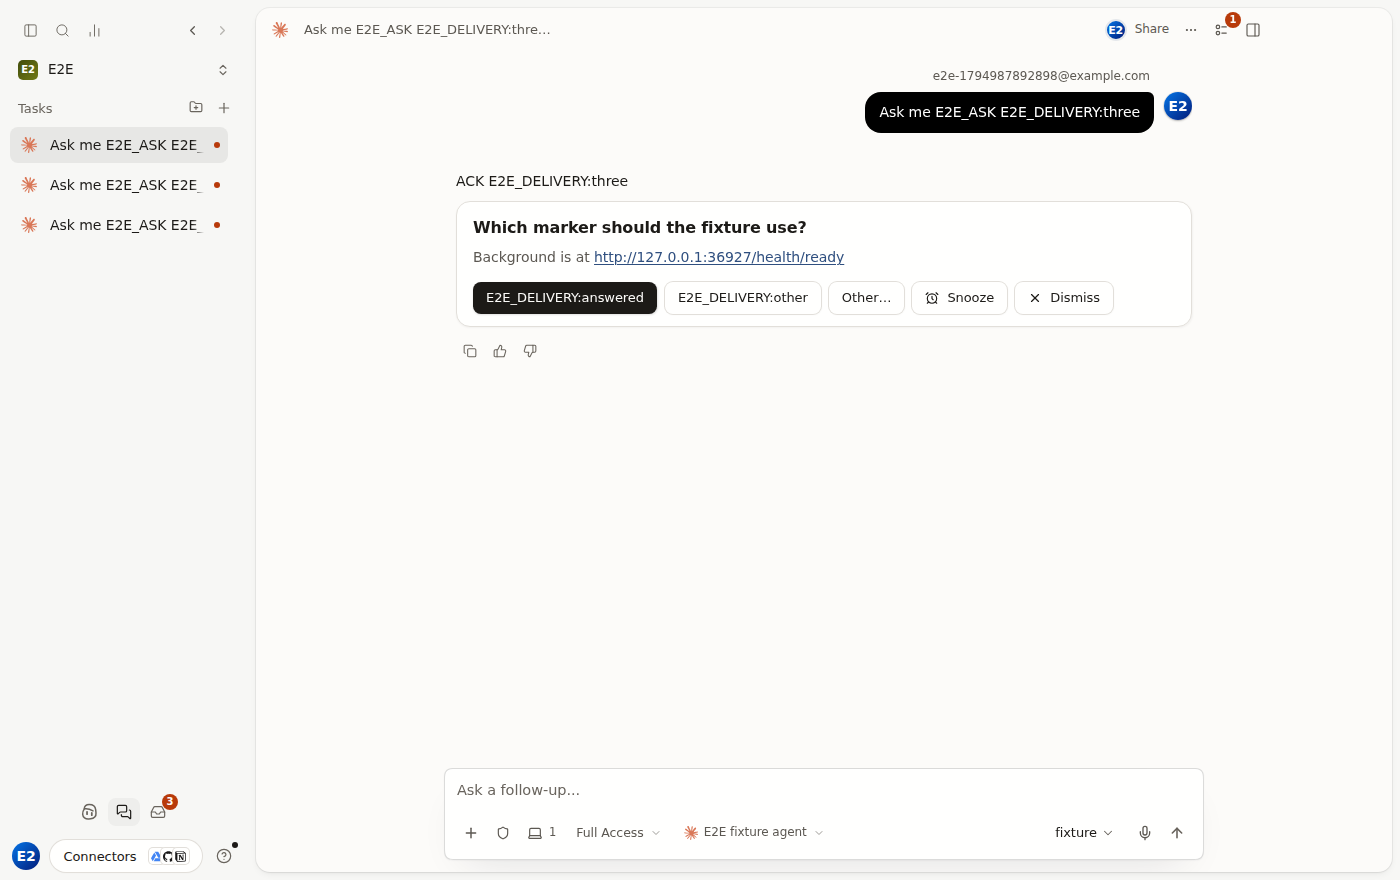 E2 E2E
Tasks
Ask me E2E_ASK E2E_
Ask me E2E_ASK E2E_
Ask me E2E_ASK E2E_
3
E2 Connectors
Ask me E2E_ASK E2E_DELIVERY:thre…
E2 Share 1
e2e-1794987892898@example.com
Ask me E2E_ASK E2E_DELIVERY:three
E2
ACK E2E_DELIVERY:three
Which marker should the fixture use?
Background is at http://127.0.0.1:36927/health/ready
E2E_DELIVERY:answered E2E_DELIVERY:other Other… Snooze Dismiss
Ask a follow-up...
1 Full Access E2E fixture agent fixture